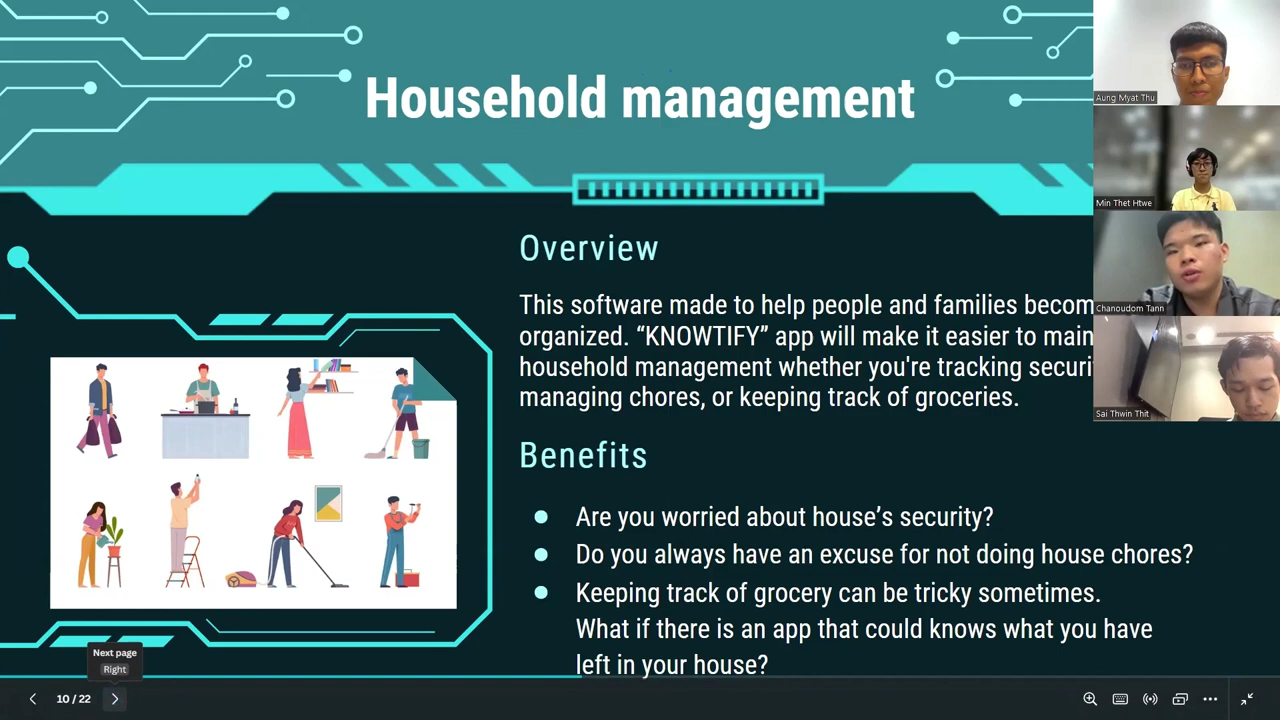 Household management
Overview
This software made to help people and families becom
organized. “KNOWTIFY” app will make it easier to main
household management whether you're tracking securi
managing chores, or keeping track of groceries.
Benefits
Are you worried about house’s security?
Do you always have an excuse for not doing house chores?
Keeping track of grocery can be tricky sometimes.
What if there is an app that could knows what you have
left in your house?
Aung Myat Thu
Min Thet Htwe
Chanoudom Tann
Sai Thwin Thit
Next page
Right
10 / 22